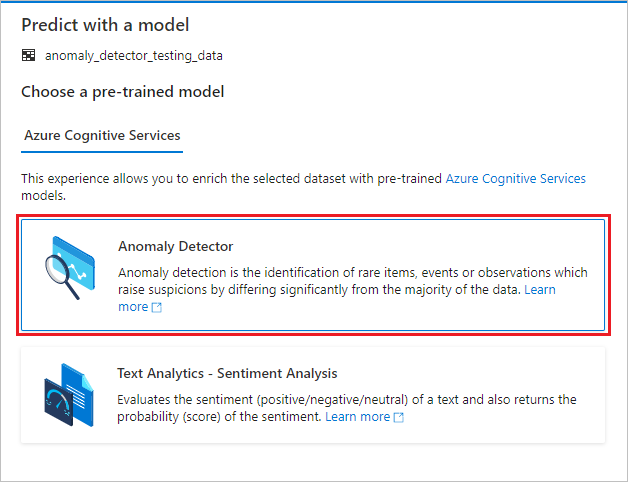 Predict with a model
anomaly_detector_testing_data
Choose a pre-trained model
Azure Cognitive Services
This experience allows you to enrich the selected dataset with pre-trained Azure Cognitive Services
models.
Anomaly Detector
Anomaly detection is the identification of rare items, events or observations which
raise suspicions by differing significantly from the majority of the data. Learn
more
Text Analytics - Sentiment Analysis
Evaluates the sentiment (positive/negative/neutral) of a text and also returns the
probability (score) of the sentiment. Learn more